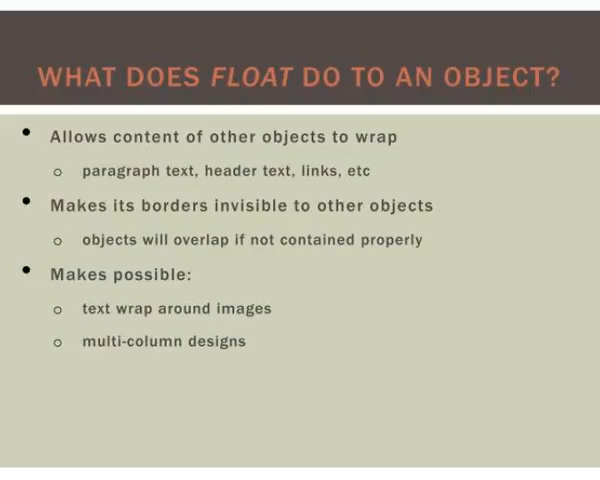 WHAT DOES FLOAT DO TO AN OBJECT?
• Allows content of other objects to wrap
o paragraph text, header text, links, etc
• Makes its borders invisible to other objects
o objects will overlap if not contained properly
• Makes possible:
o text wrap around images
o multi-column designs